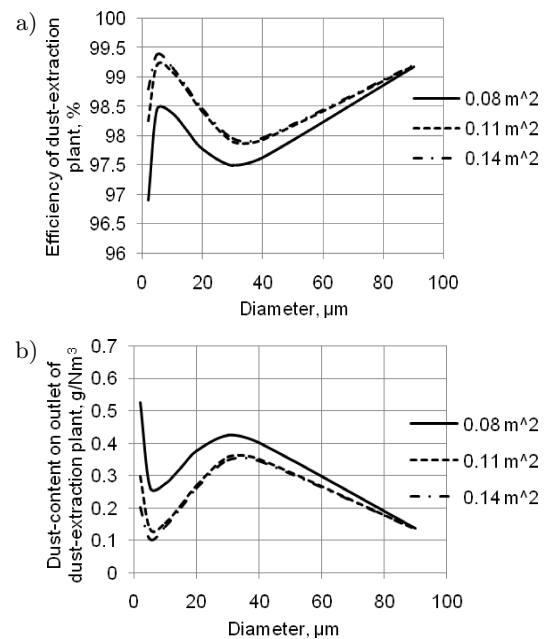 a)
Efficiency of dust-extraction
plant, %
100
99.5
99
98.5
98
97.5
97
96.5
96
0 20 40 60 80 100
Diameter, µm
0.08 m^2
0.11 m^2
0.14 m^2
b)
Dust-content on outlet of
dust-extraction plant, g/Nm³
0.7
0.6
0.5
0.4
0.3
0.2
0.1
0
0 20 40 60 80 100
Diameter, µm
0.08 m^2
0.11 m^2
0.14 m^2